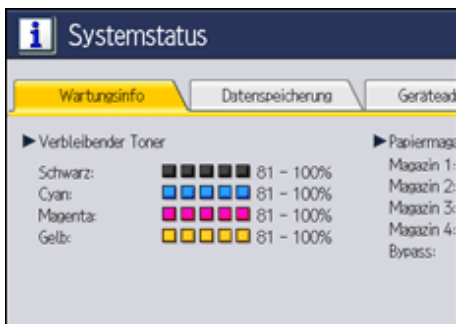 Systemstatus
Wartungsinfo
Datenspeicherung
Verbleibender Toner
Schwarz: 81 - 100%
Cyan: 81 - 100%
Magenta: 81 - 100%
Gelb: 81 - 100%
Magazin 1:
Magazin 2:
Magazin 3:
Magazin 4:
Bypass: